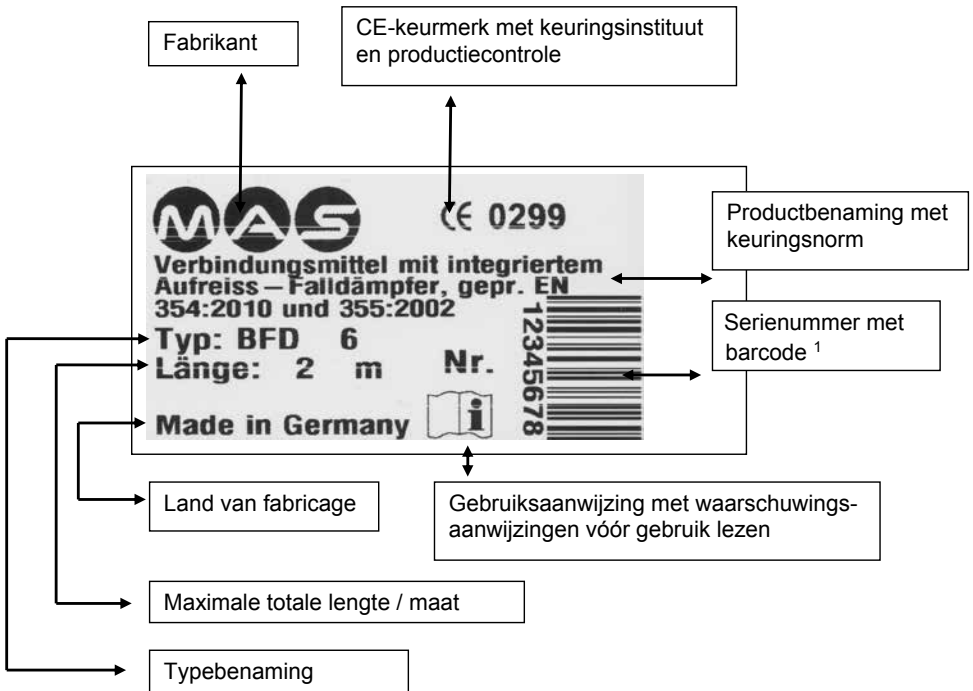 Fabrikant
CE-keurmerk met keuringsinstituut
en productiecontrole
MAS
CE 0299
Verbindungsmittel mit integriertem
Aufreiss – Falldämpfer, gepr. EN
354:2010 und 355:2002
Typ: BFD 6
Länge: 2 m
Nr.
12345678
Made in Germany
i
Productbenaming met
keuringsnorm
Serienummer met
barcode ¹
Land van fabricage
Gebruiksaanwijzing met waarschuwings-
aanwijzingen vóór gebruik lezen
Maximale totale lengte / maat
Typebenaming